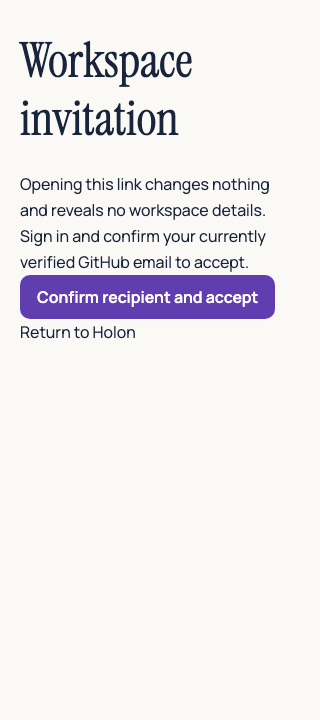 Workspace
invitation
Opening this link changes nothing
and reveals no workspace details.
Sign in and confirm your currently
verified GitHub email to accept.
Confirm recipient and accept
Return to Holon